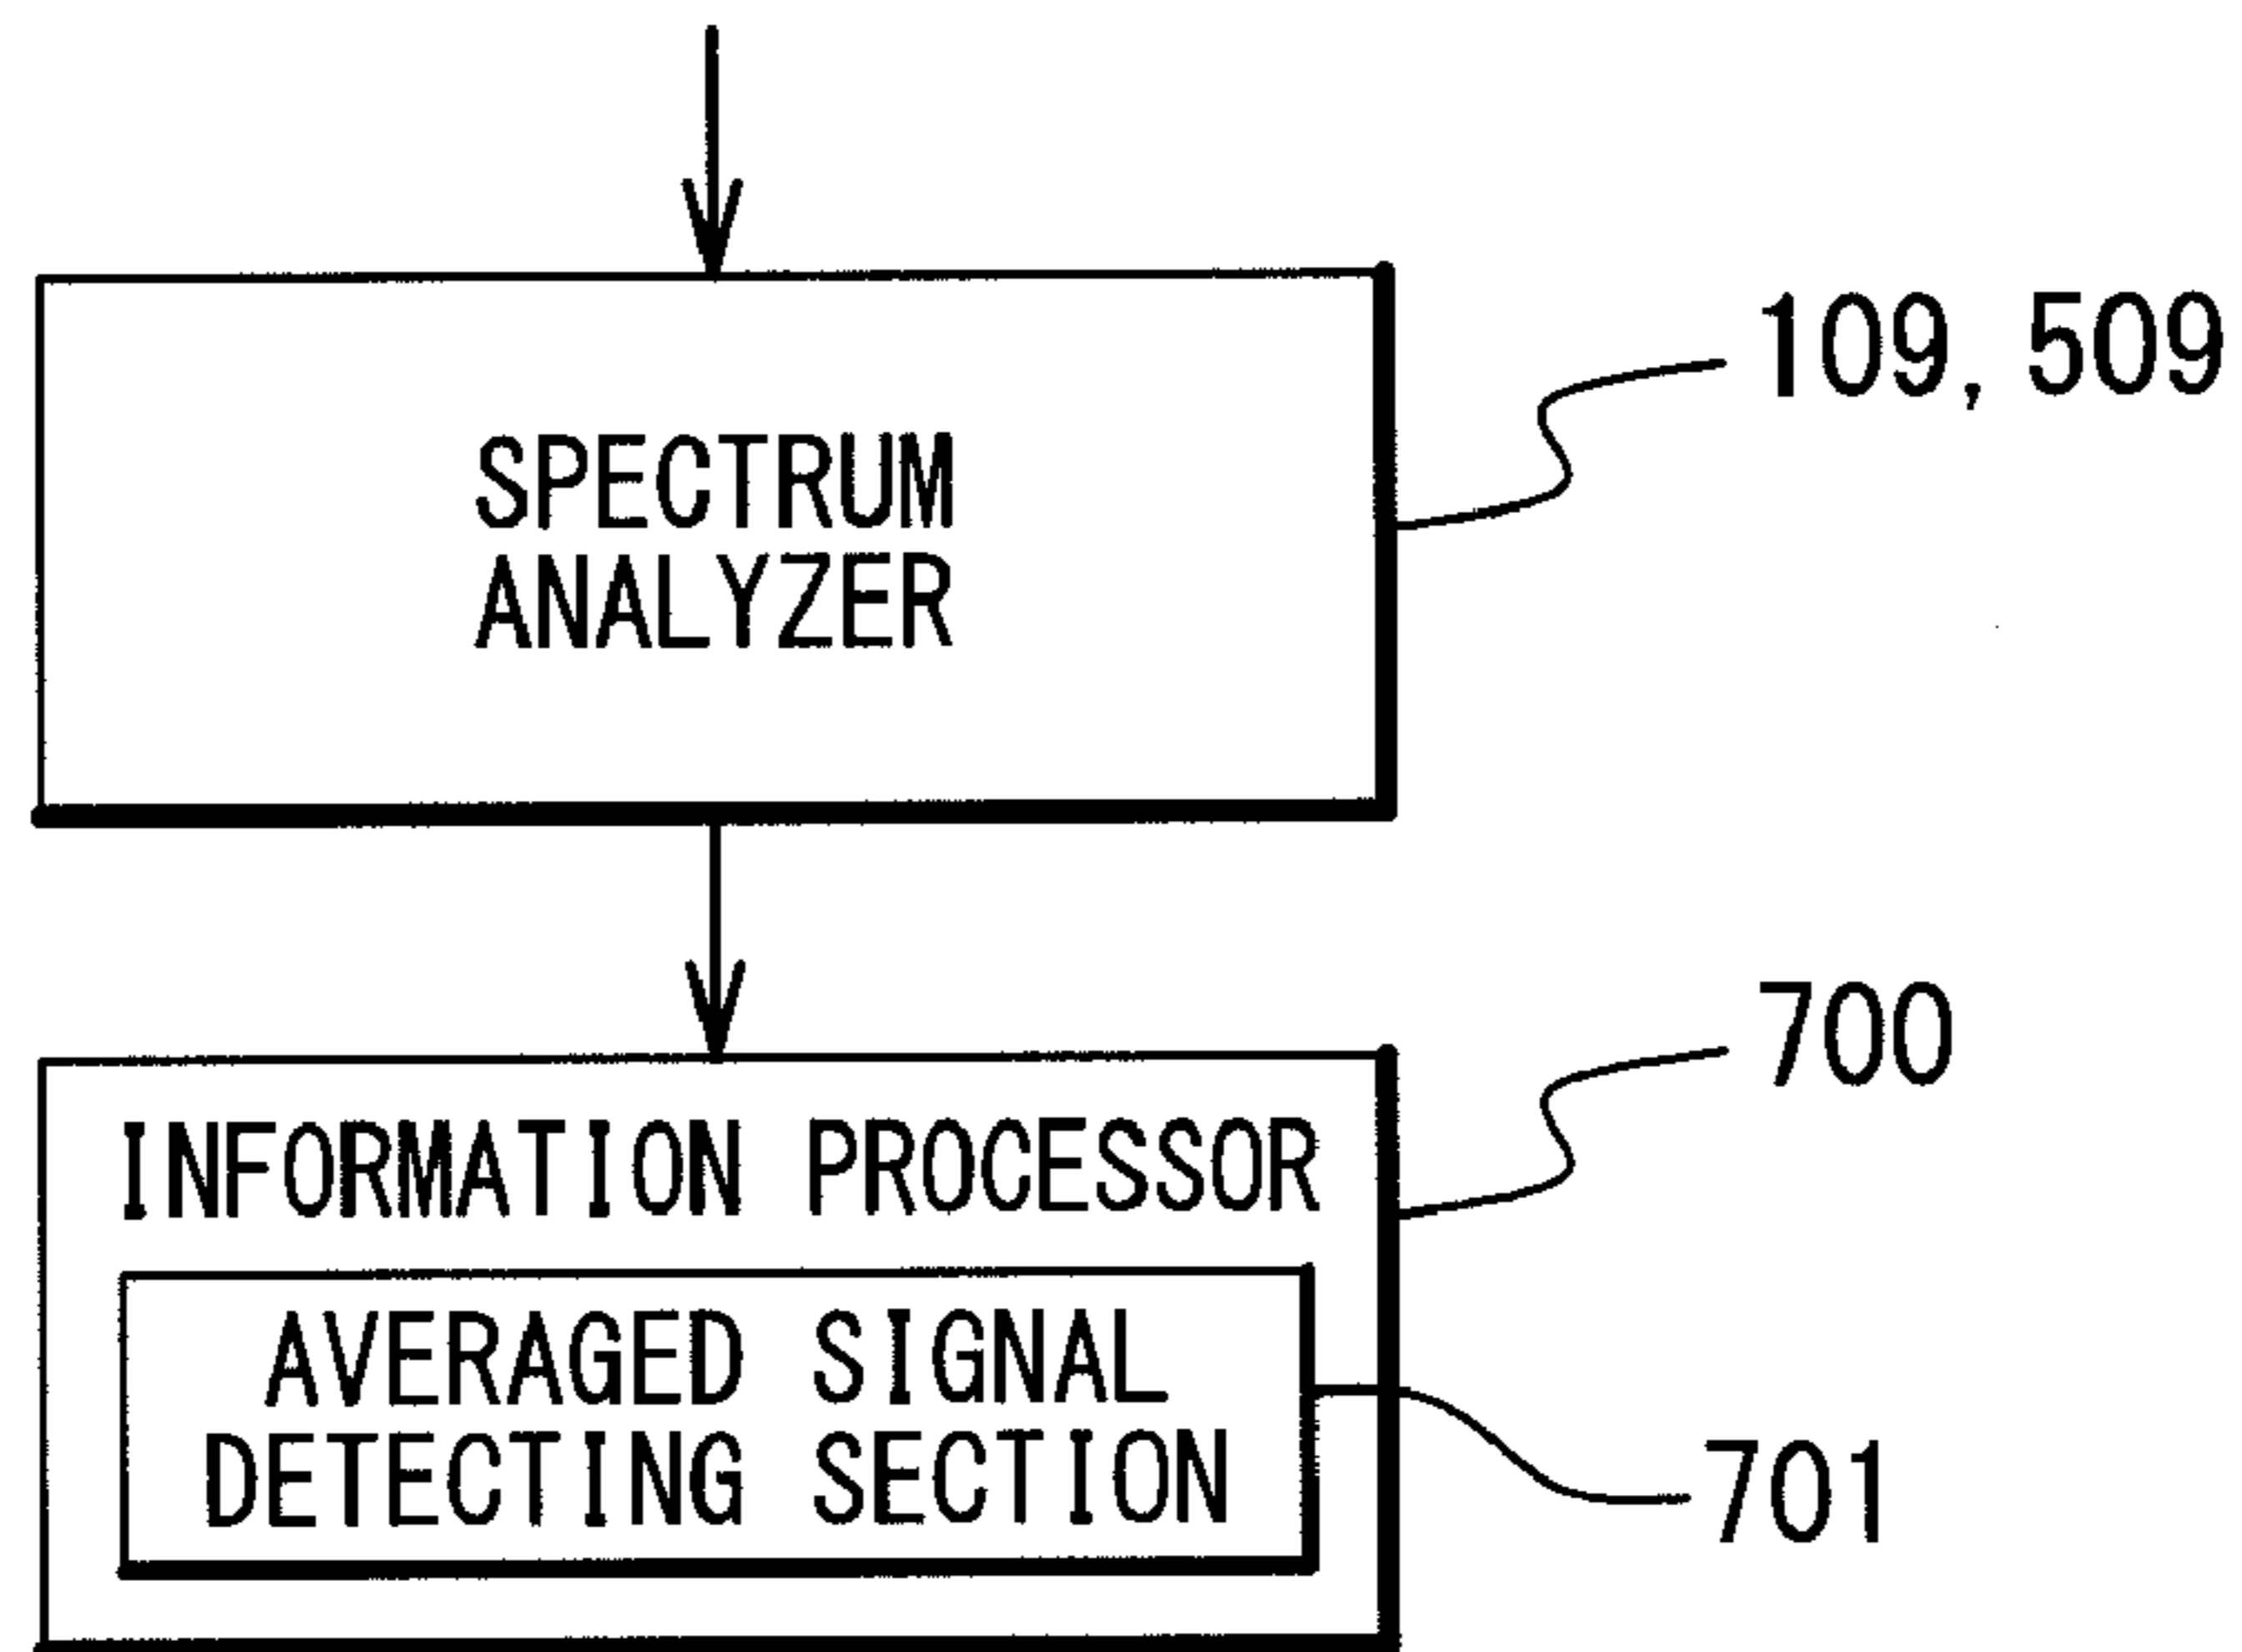 109, 509
SPECTRUM
ANALYZER
700
INFORMATION PROCESSOR
AVERAGED SIGNAL
DETECTING SECTION
701